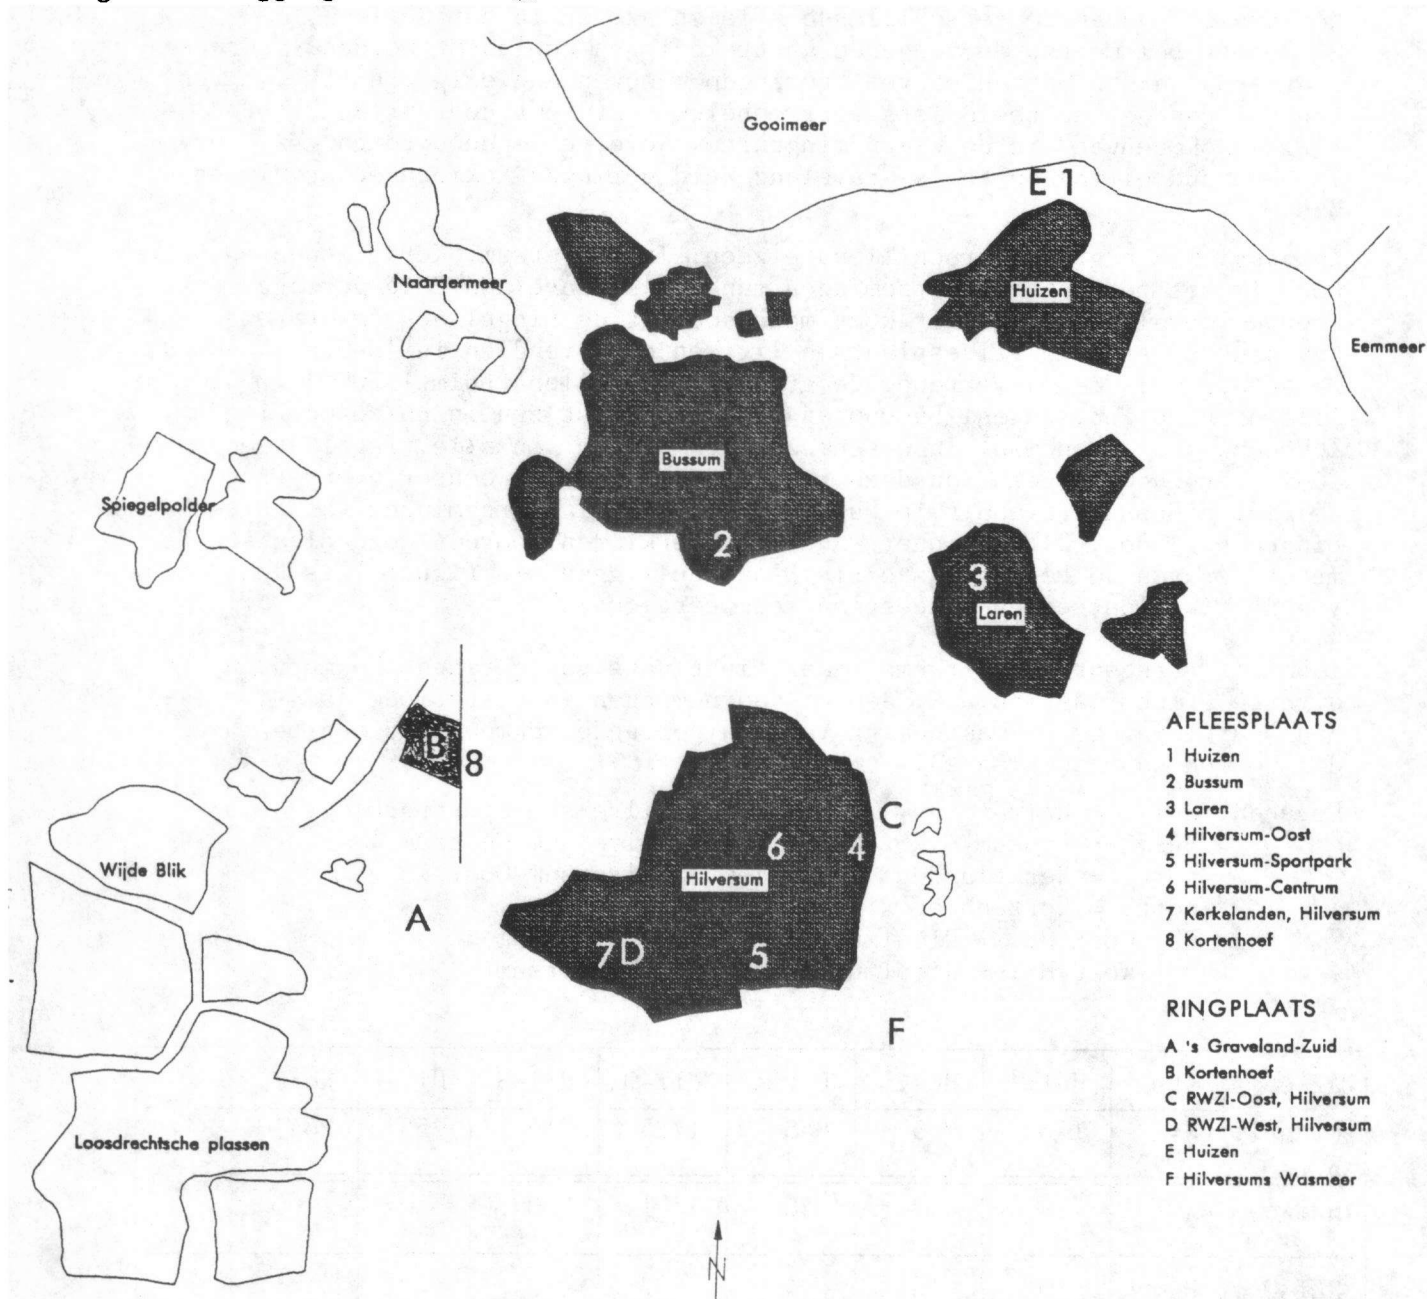 Gooimeer
E 1
Naardermeer
Huizen
Eemmeer
Bussum
Spiegelpolder
2
3
Laren
B
8
AFLEESPLAATS
1 Huizen
2 Bussum
3 Laren
4 Hilversum-Oost
5 Hilversum-Sportpark
6 Hilversum-Centrum
7 Kerkelanden, Hilversum
8 Kortenhoef
C
6
4
Wijde Blik
Hilversum
A
7 D
5
RINGPLAATS
A 's Graveland-Zuid
B Kortenhoef
C RWZI-Oost, Hilversum
D RWZI-West, Hilversum
E Huizen
F Hilversums Wasmeer
F
Loosdrechtsche plassen
N